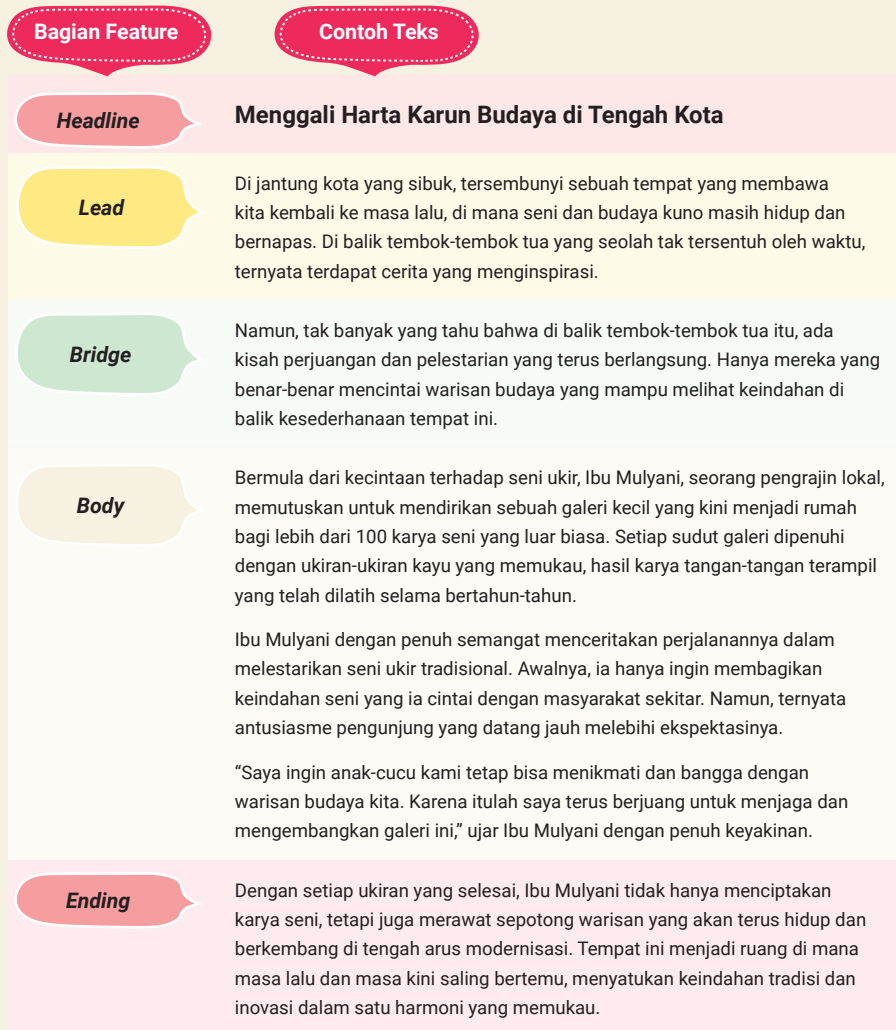 Bagian Feature
Contoh Teks
Headline
Menggali Harta Karun Budaya di Tengah Kota
Lead
Di jantung kota yang sibuk, tersembunyi sebuah tempat yang membawa
kita kembali ke masa lalu, di mana seni dan budaya kuno masih hidup dan
bernapas. Di balik tembok-tembok tua yang seolah tak tersentuh oleh waktu,
ternyata terdapat cerita yang menginspirasi.
Bridge
Namun, tak banyak yang tahu bahwa di balik tembok-tembok tua itu, ada
kisah perjuangan dan pelestarian yang terus berlangsung. Hanya mereka yang
benar-benar mencintai warisan budaya yang mampu melihat keindahan di
balik kesederhanaan tempat ini.
Body
Bermula dari kecintaan terhadap seni ukir, Ibu Mulyani, seorang pengrajin lokal,
memutuskan untuk mendirikan sebuah galeri kecil yang kini menjadi rumah
bagi lebih dari 100 karya seni yang luar biasa. Setiap sudut galeri dipenuhi
dengan ukiran-ukiran kayu yang memukau, hasil karya tangan-tangan terampil
yang telah dilatih selama bertahun-tahun.
Ibu Mulyani dengan penuh semangat menceritakan perjalanannya dalam
melestarikan seni ukir tradisional. Awalnya, ia hanya ingin membagikan
keindahan seni yang ia cintai dengan masyarakat sekitar. Namun, ternyata
antusiasme pengunjung yang datang jauh melebihi ekspektasinya.
“Saya ingin anak-cucu kami tetap bisa menikmati dan bangga dengan
warisan budaya kita. Karena itulah saya terus berjuang untuk menjaga dan
mengembangkan galeri ini,” ujar Ibu Mulyani dengan penuh keyakinan.
Ending
Dengan setiap ukiran yang selesai, Ibu Mulyani tidak hanya menciptakan
karya seni, tetapi juga merawat sepotong warisan yang akan terus hidup dan
berkembang di tengah arus modernisasi. Tempat ini menjadi ruang di mana
masa lalu dan masa kini saling bertemu, menyatukan keindahan tradisi dan
inovasi dalam satu harmoni yang memukau.